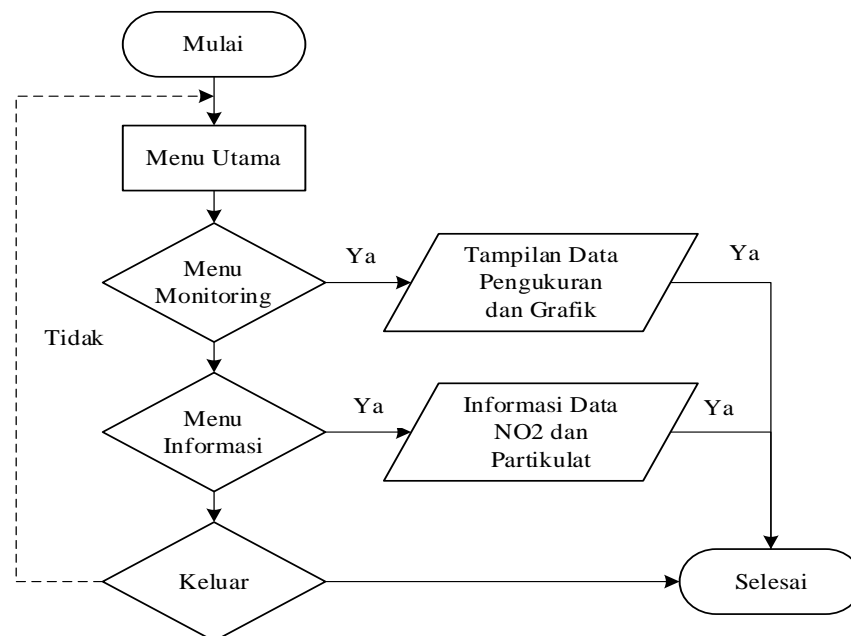 Mulai
Menu Utama
Menu
Monitoring
Ya
Tampilan Data
Pengukuran
dan Grafik
Ya
Tidak
Menu
Informasi
Ya
Informasi Data
NO2 dan
Partikulat
Ya
Keluar
Selesai